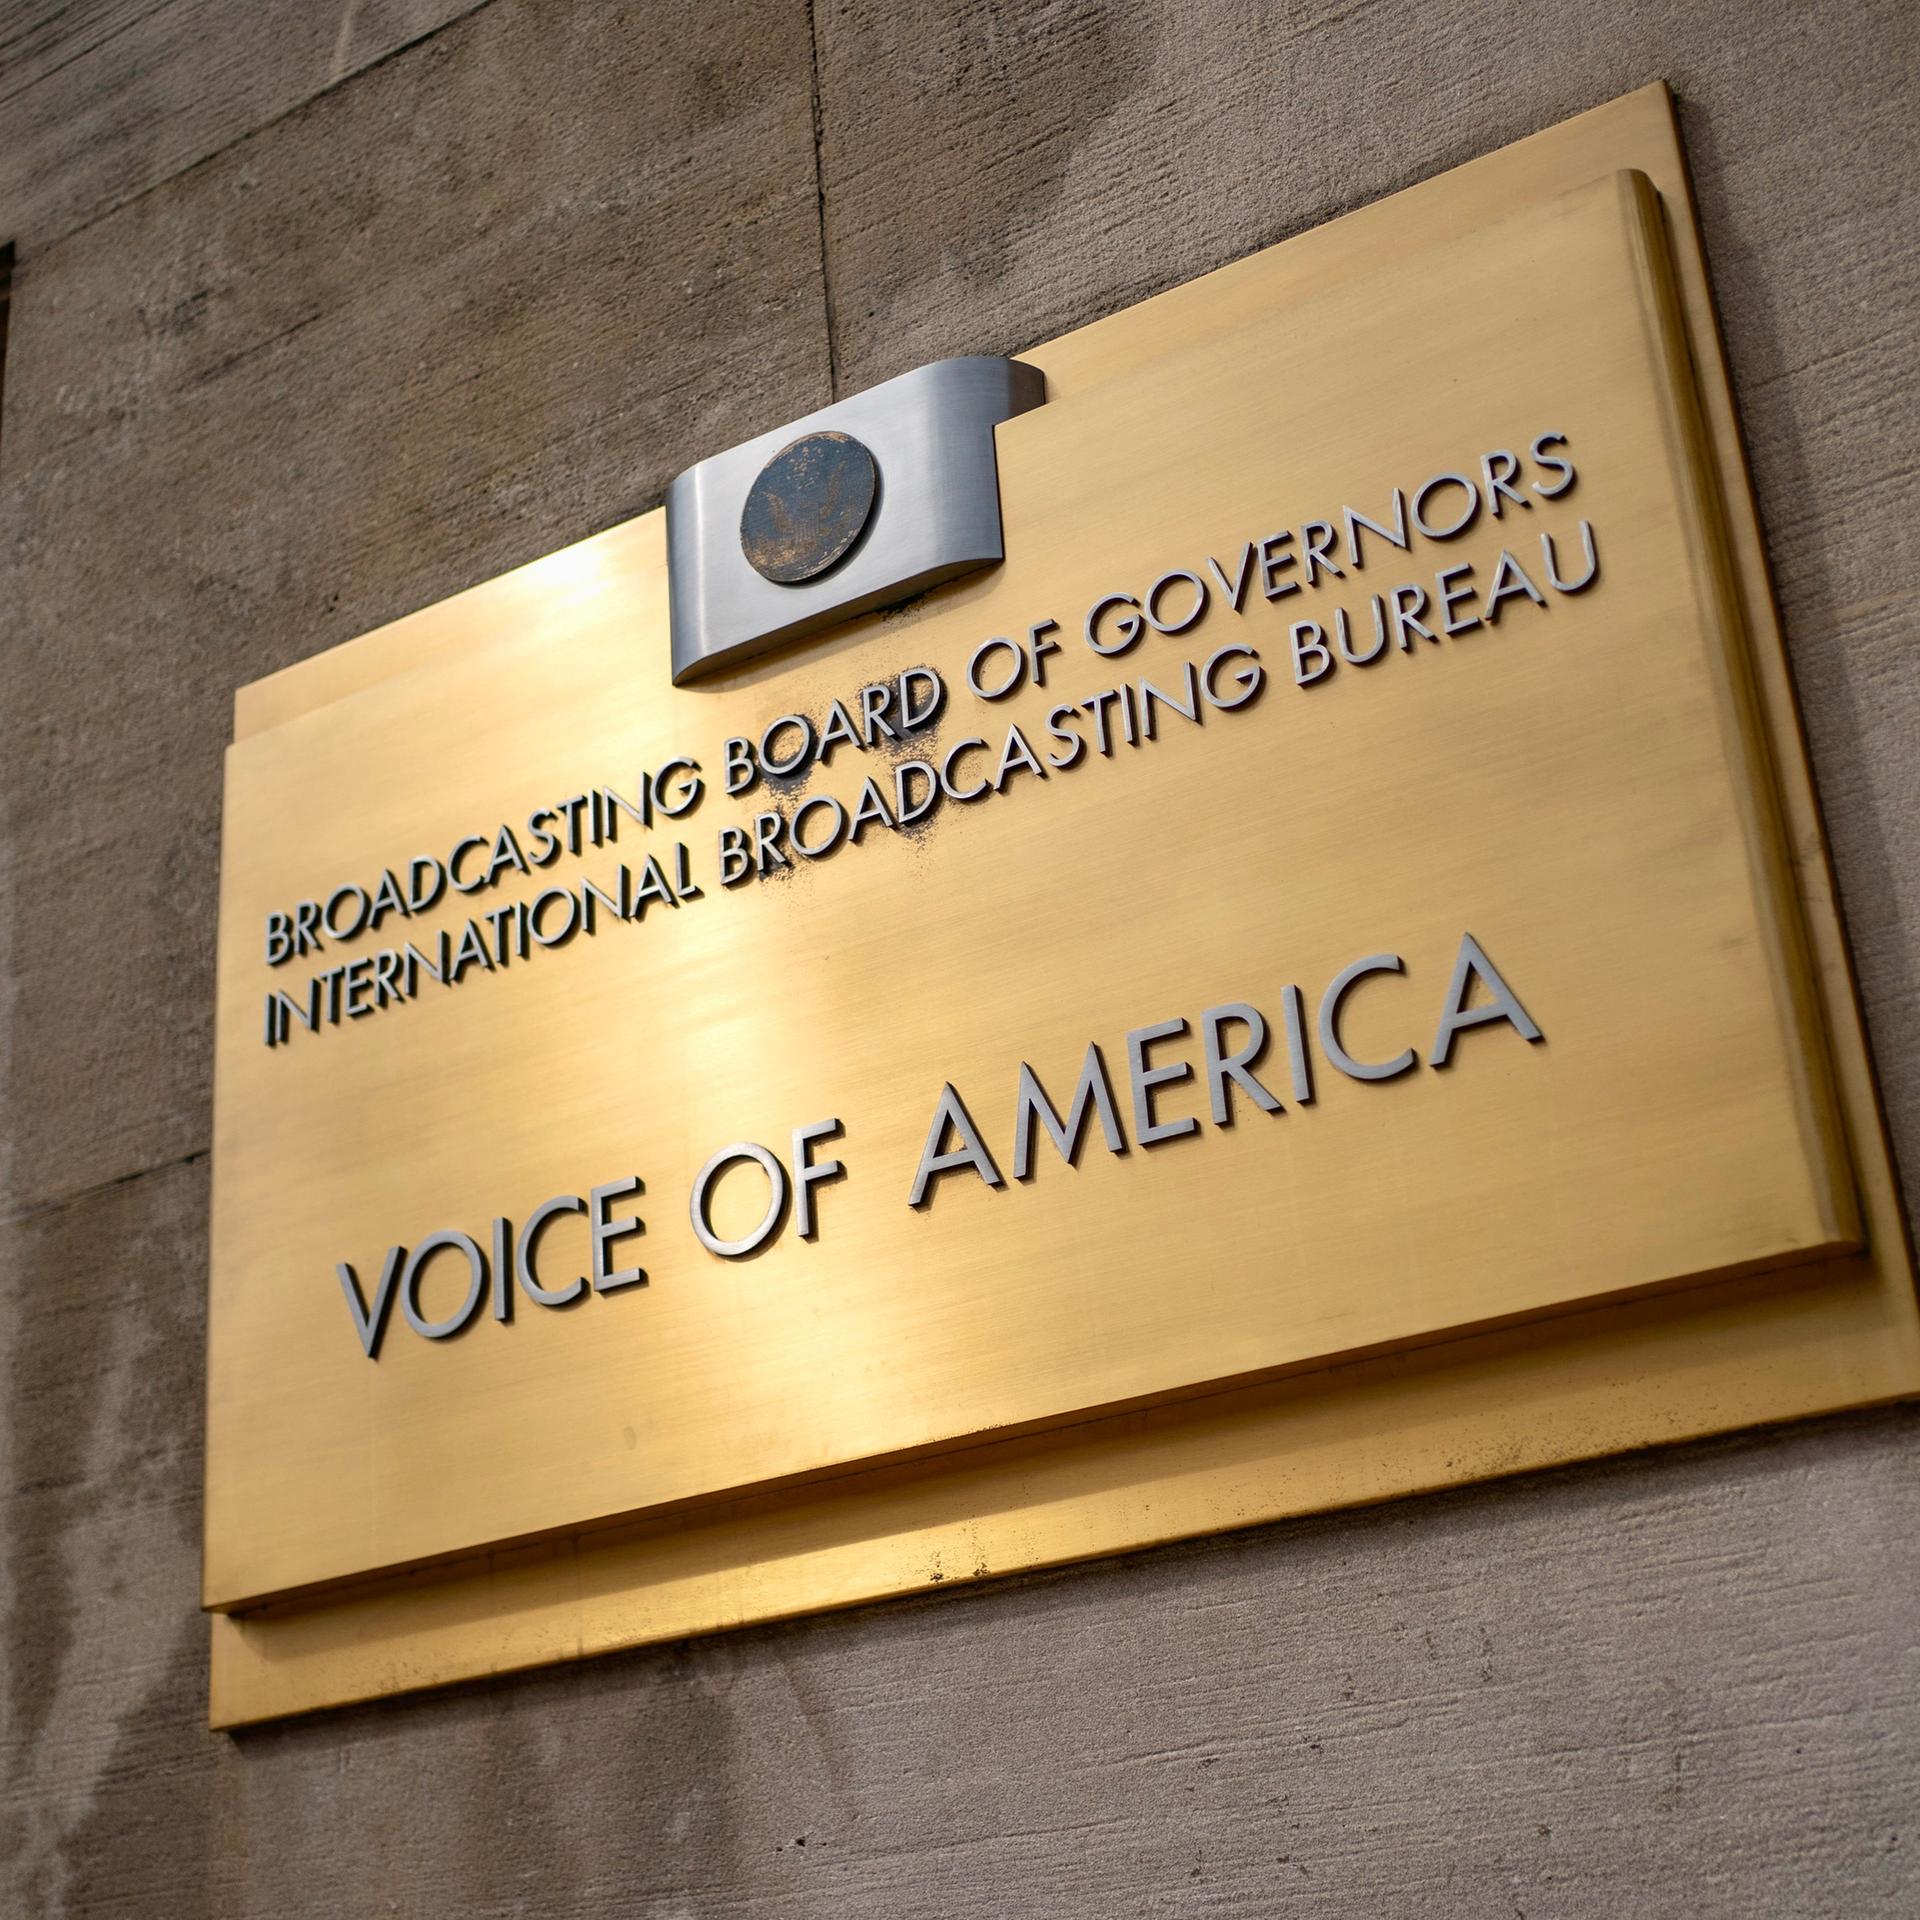 BROADCASTING BOARD OF GOVERNORS
INTERNATIONAL BROADCASTING BUREAU
VOICE OF AMERICA